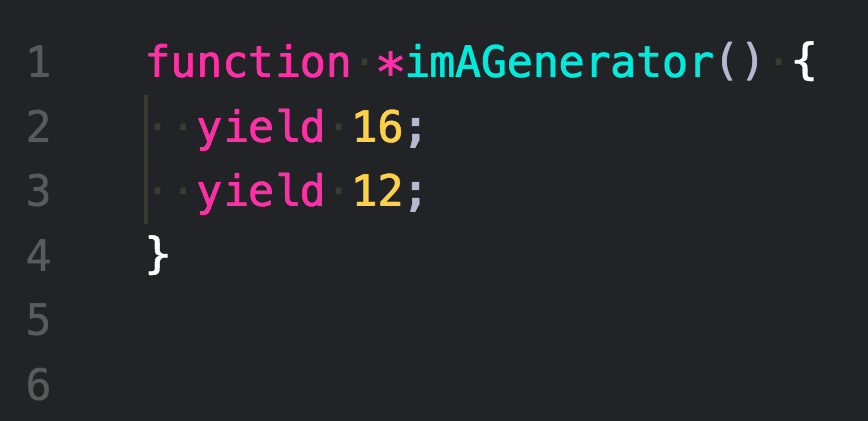 1 function *imAGenerator() {
2   yield 16;
3   yield 12;
4 }
5
6